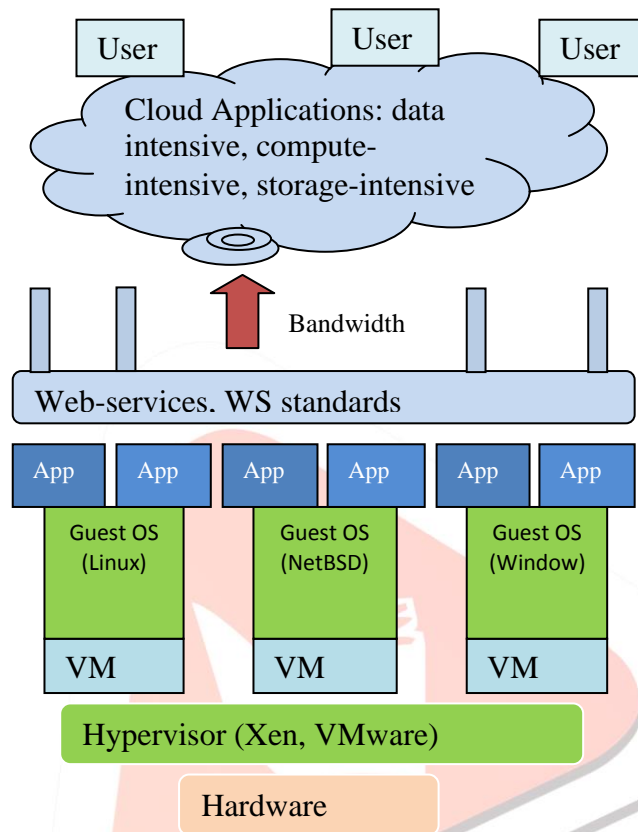 User
User
User
Cloud Applications: data
intensive, compute-
intensive, storage-intensive
Bandwidth
Web-services, WS standards
App
App
App
App
App
App
Guest OS
(Linux)
Guest OS
(NetBSD)
Guest OS
(Window)
VM
VM
VM
Hypervisor (Xen, VMware)
Hardware